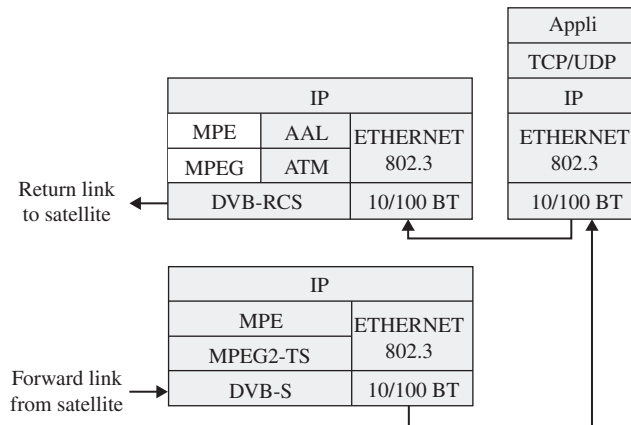 Appli
TCP/UDP
IP
ETHERNET
802.3
10/100 BT
IP
MPE
AAL
ETHERNET
802.3
MPEG
ATM
DVB-RCS
10/100 BT
Return link
to satellite
IP
MPE
ETHERNET
802.3
MPEG2-TS
DVB-S
10/100 BT
Forward link
from satellite